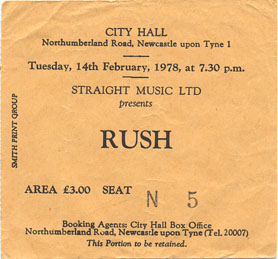 CITY HALL
Northumberland Road, Newcastle upon Tyne 1
Tuesday, 14th February, 1978, at 7.30 p.m.
STRAIGHT MUSIC LTD
presents
RUSH
AREA £3.00 SEAT N 5
Booking Agents: City Hall Box Office
Northumberland Road, Newcastle upon Tyne (Tel. 20007)
This Portion to be retained.
SMITH PRINT GROUP